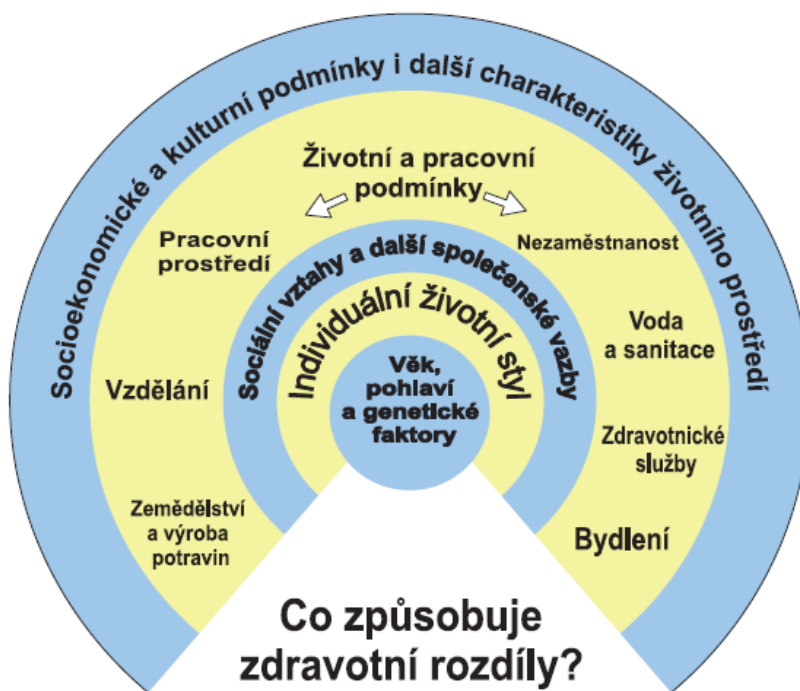 Socioekonomické a kulturní podmínky i další charakteristiky životního prostředí
Životní a pracovní
podmínky
Pracovní
prostředí
Nezaměstnanost
Sociální vztahy a další společenské vazby
Individuální životní styl
Voda
a sanitace
Věk,
pohlaví
a genetické
faktory
Vzdělání
Zdravotnické
služby
Zemědělství
a výroba
potravin
Bydlení
Co způsobuje
zdravotní rozdíly?